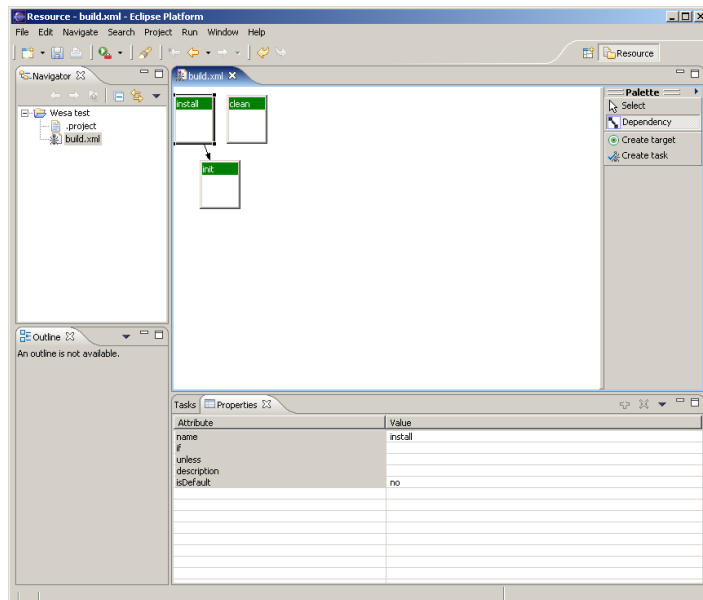 Resource - build.xml - Eclipse Platform
File Edit Navigate Search Project Run Window Help
Resource
Navigator
Wesa test
.project
build.xml
build.xml
install
clean
init
Palette
Select
Dependency
Create target
Create task
Outline
An outline is not available.
Tasks Properties
Attribute Value
name install
if
unless
description
isDefault no